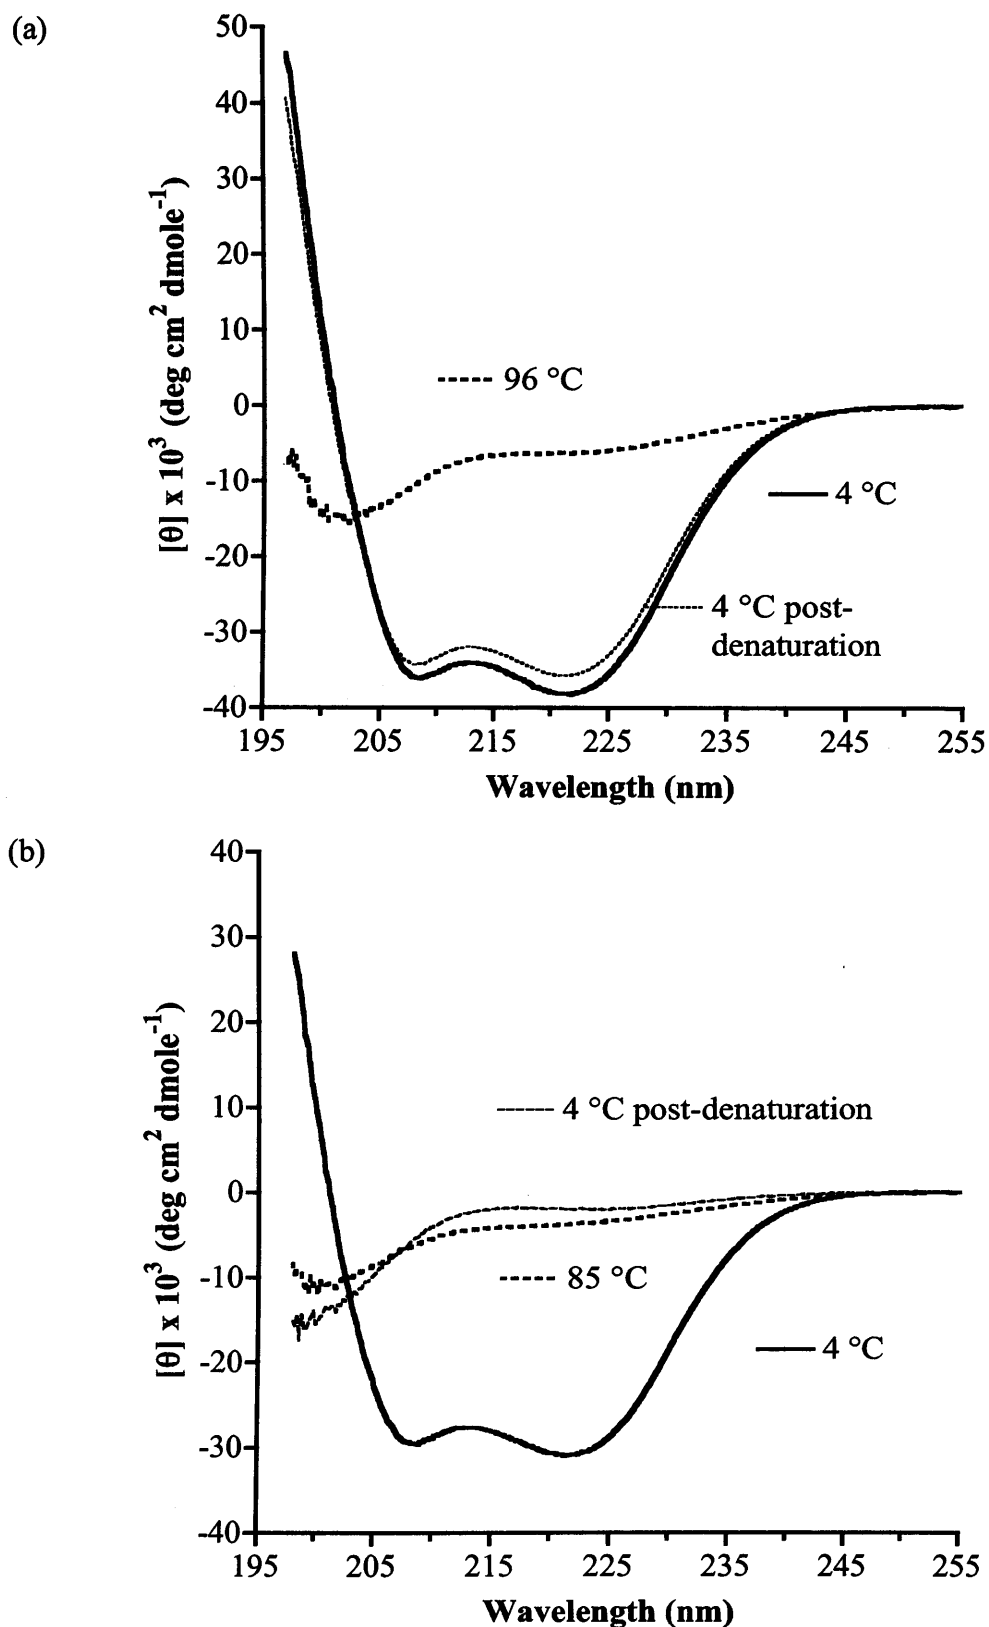 (a)
50
40
30
20
10
0
-10
-20
-30
-40
[θ] x 10³ (deg cm² dmole⁻¹)
96 °C
4 °C
4 °C post-
denaturation
195 205 215 225 235 245 255
Wavelength (nm)
(b)
40
30
20
10
0
-10
-20
-30
-40
[θ] x 10³ (deg cm² dmole⁻¹)
4 °C post-denaturation
85 °C
4 °C
195 205 215 225 235 245 255
Wavelength (nm)